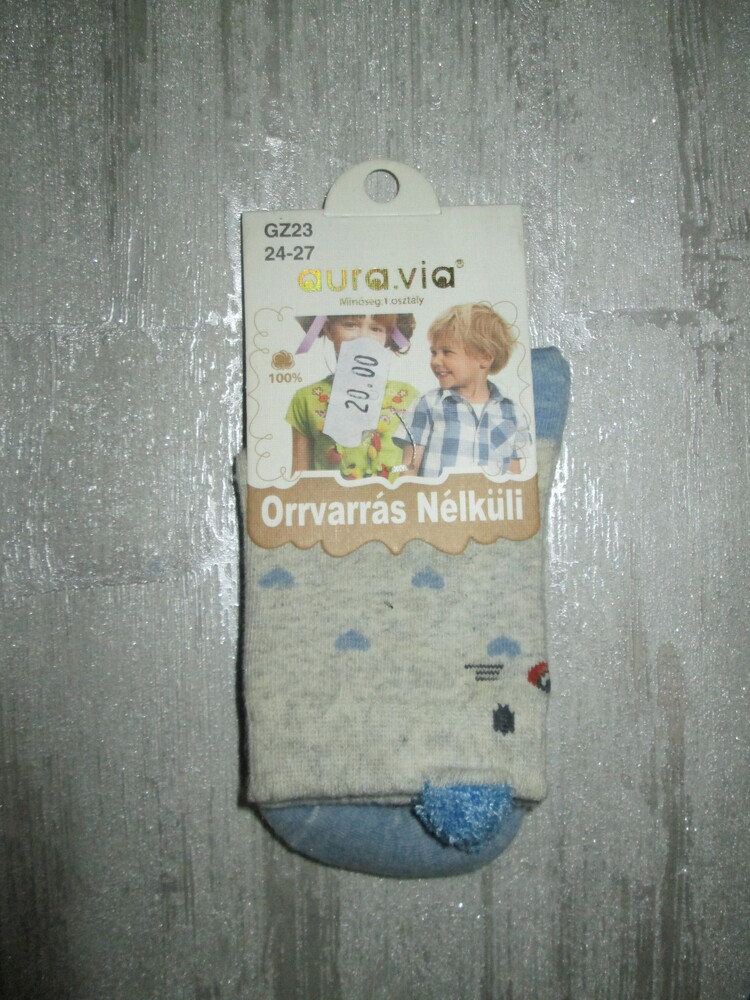 GZ23
24-27
aura.via®
Minőség:1.osztály
100%
20.00
Orrvarrás Nélküli